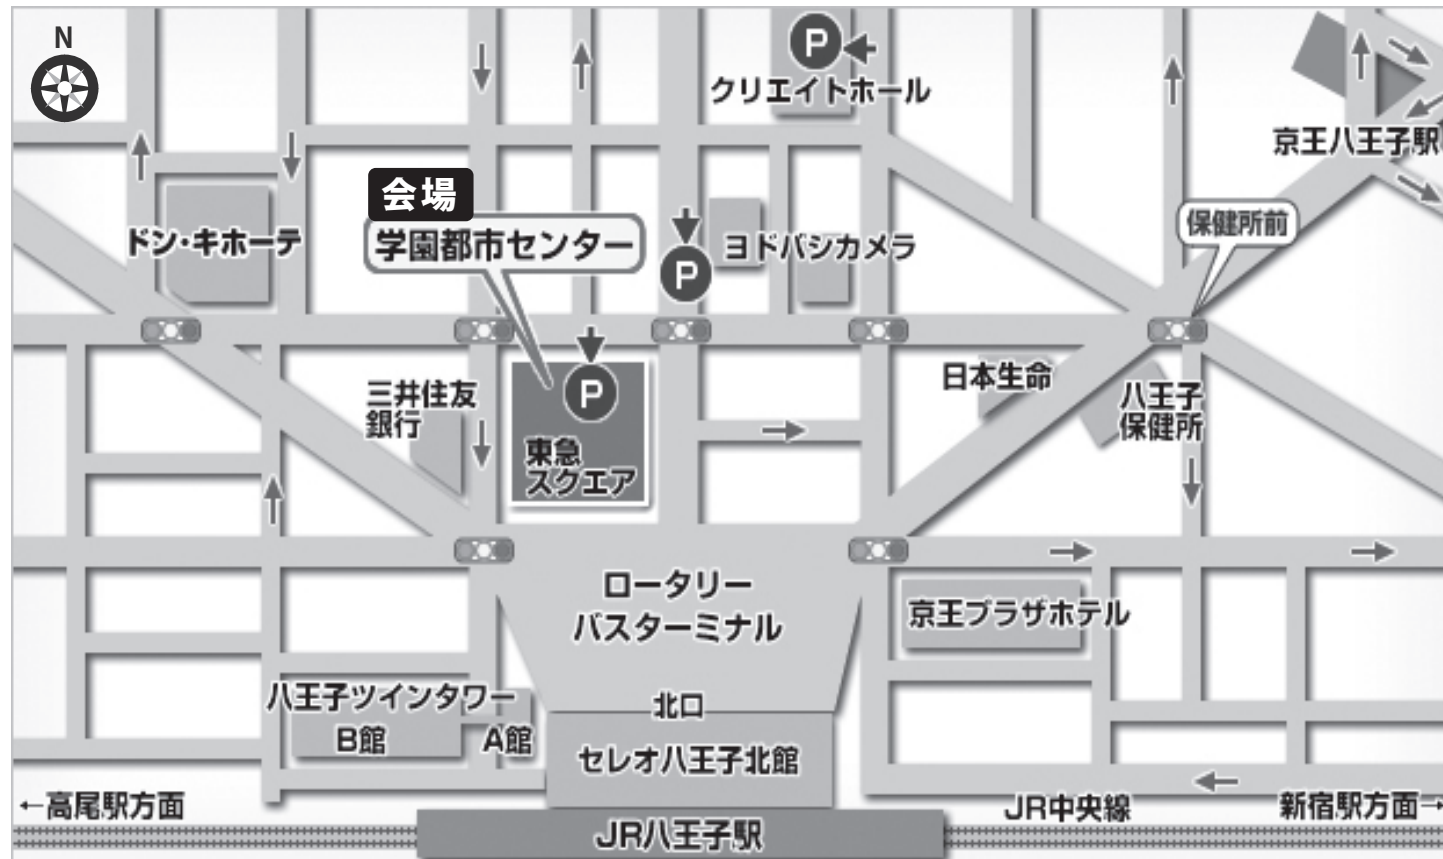 N
P
クリエイトホール
京王八王子駅
会場
学園都市センター
ドン・キホーテ
P
ヨドバシカメラ
保健所前
P
三井住友
銀行
東急
スクエア
日本生命
八王子
保健所
ロータリー
バスターミナル
京王プラザホテル
八王子ツインタワー
B館
A館
北口
セレオ八王子北館
←高尾駅方面
JR中央線
新宿駅方面→
JR八王子駅